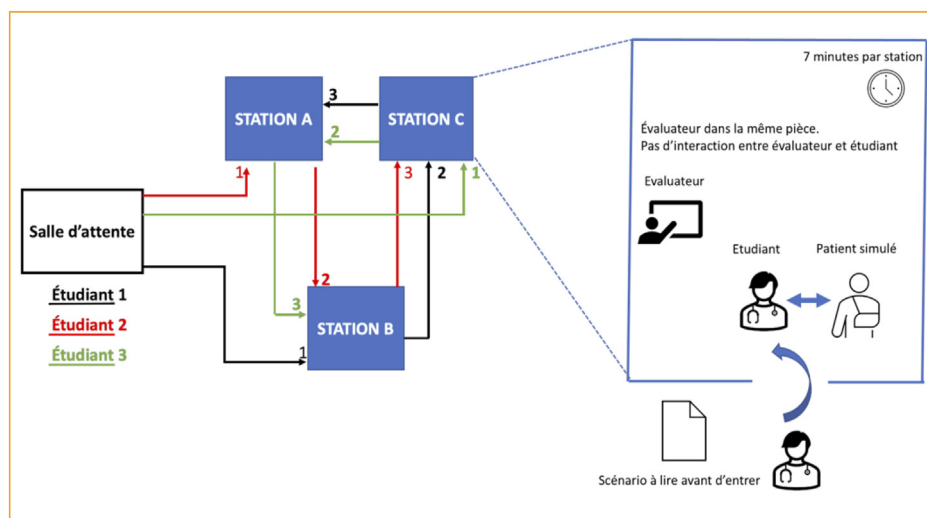 7 minutes par station
3
STATION A
STATION C
2
Évaluateur dans la même pièce.
Pas d'interaction entre évaluateur et étudiant
1
3
2
1
Evaluateur
Salle d'attente
Etudiant
Patient simulé
2
Étudiant 1
3
Étudiant 2
STATION B
1
Étudiant 3
Scénario à lire avant d'entrer